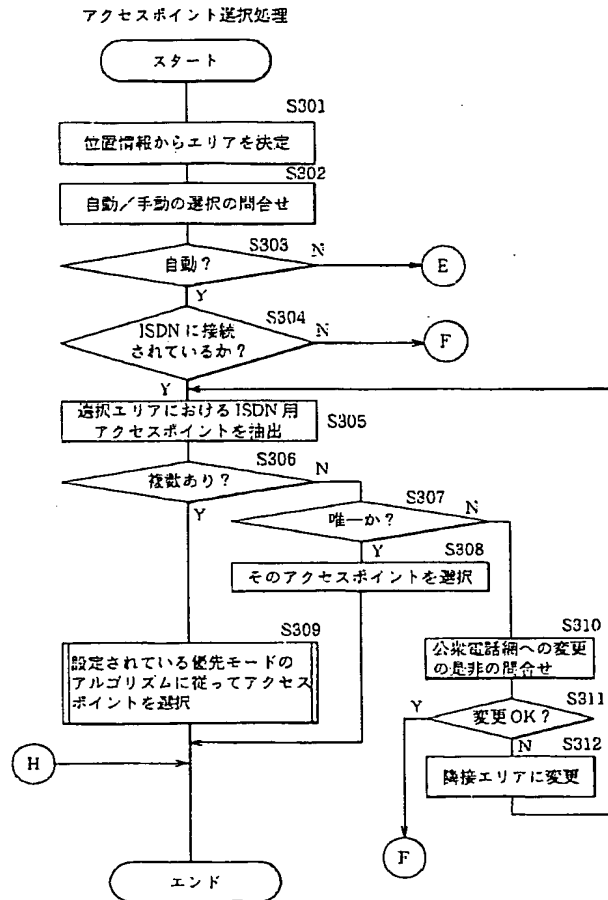 アクセスポイント選択処理
スタート
S301
位置情報からエリアを決定
S302
自動／手動の選択の問合せ
S303
自動？
N
E
Y
S304
ISDNに接続
されているか？
N
F
Y
選択エリアにおけるISDN用
アクセスポイントを抽出
S305
S306
複数あり？
N
Y
S307
唯一か？
N
Y
S308
そのアクセスポイントを選択
S309
設定されている優先モードの
アルゴリズムに従ってアクセス
ポイントを選択
S310
公衆電話網への変更
の是非の問合せ
S311
Y
変更OK？
N
S312
隣接エリアに変更
H
F
エンド